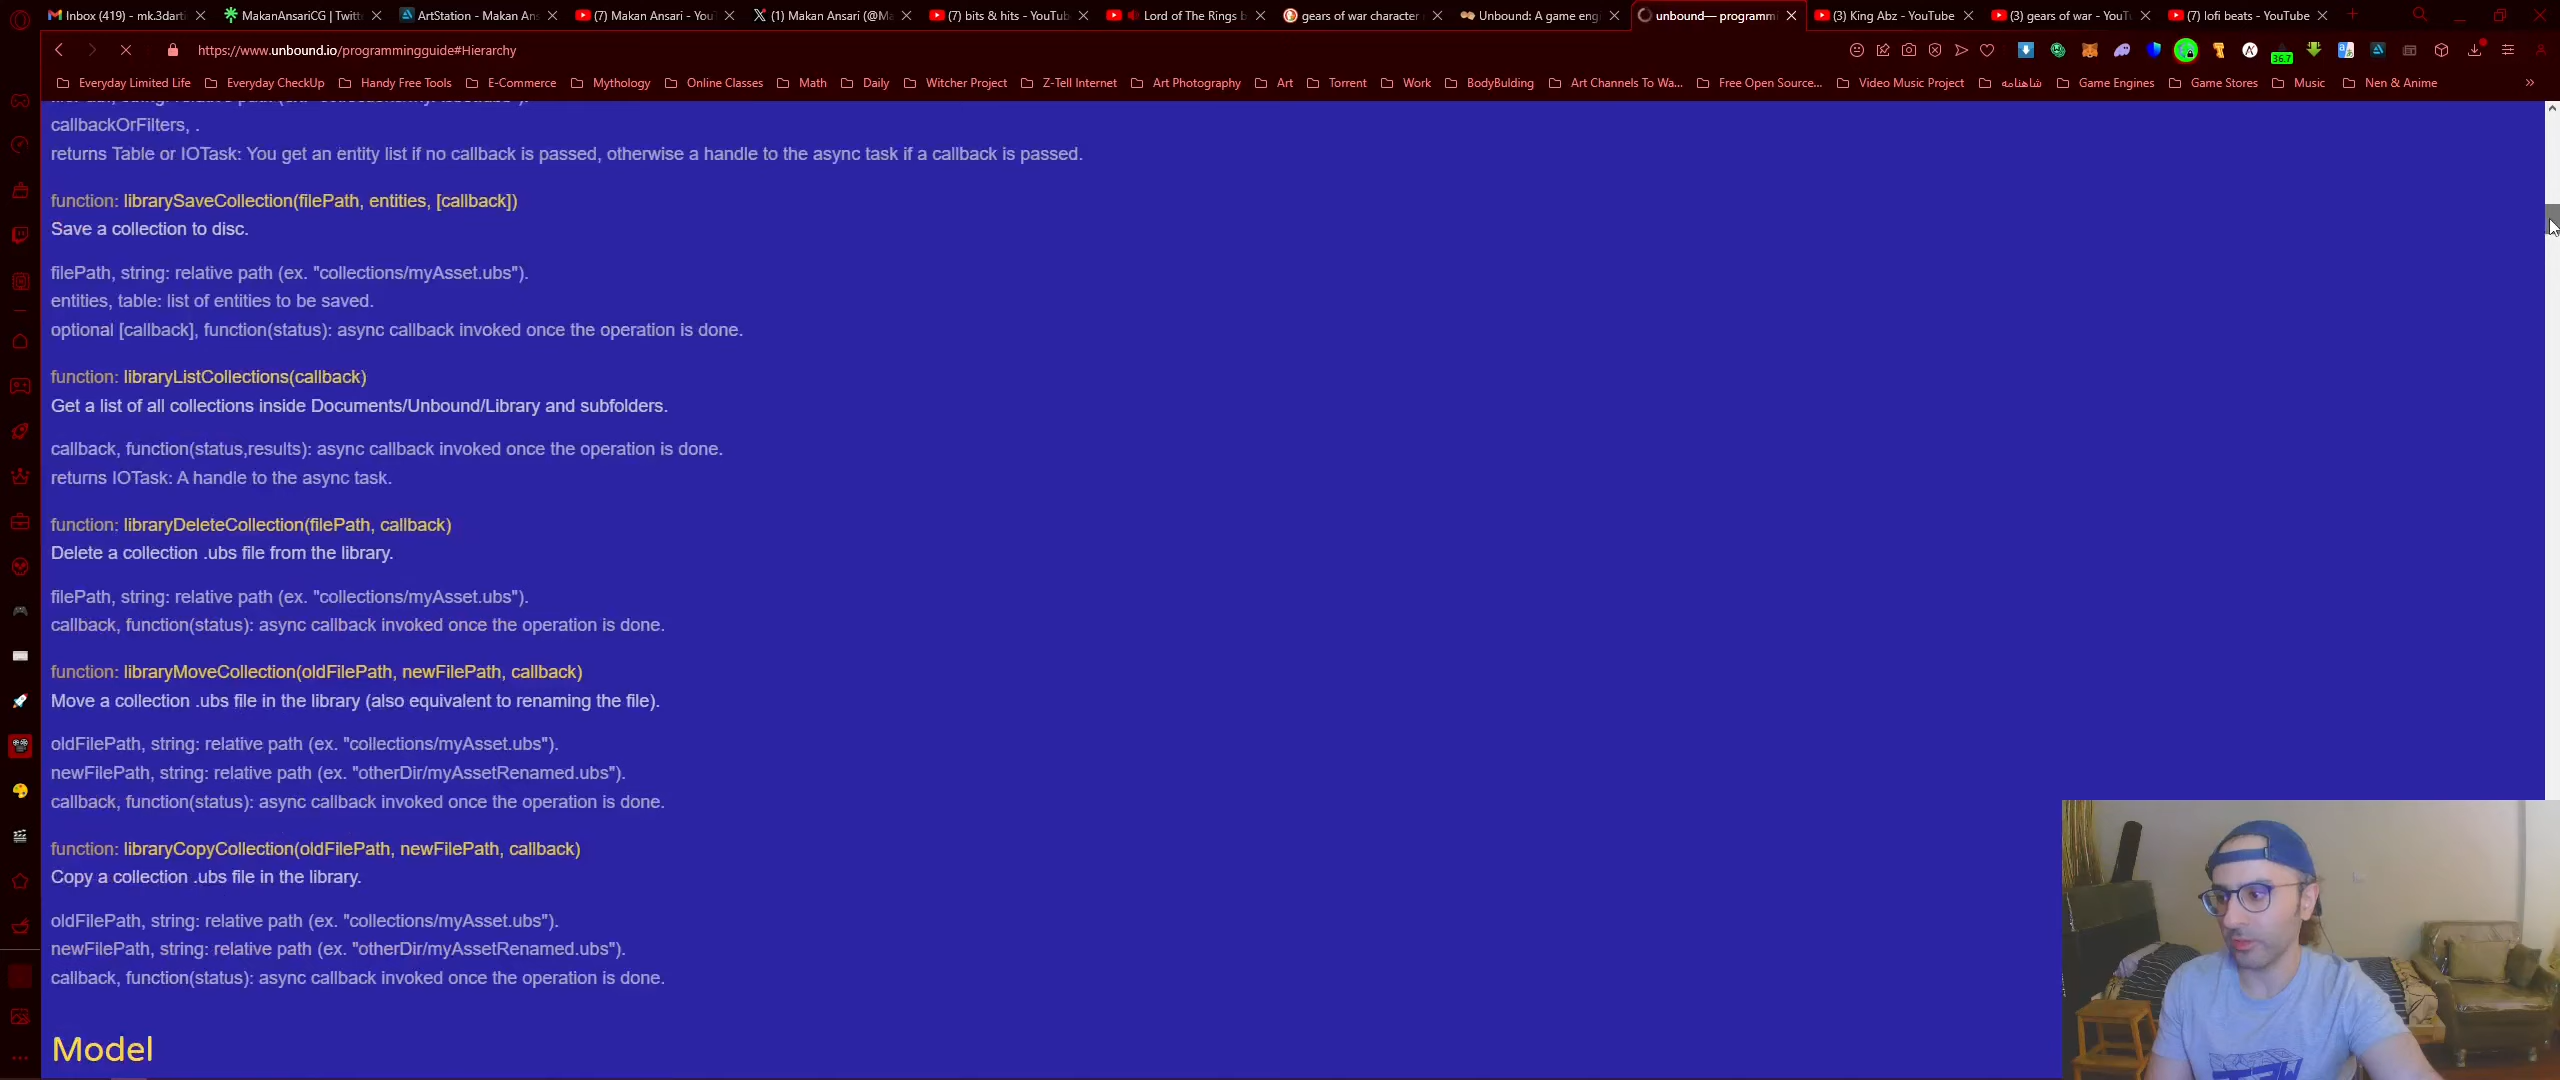 Inbox (419) - mk.3darti
MakanAnsariCG | Twitt
ArtStation - Makan An
(7) Makan Ansari - You
(1) Makan Ansari (@Ma
(7) bits & hits - YouTub
Lord of The Rings b
gears of war character
Unbound: A game eng
unbound— programmi
(3) King Abz - YouTube
(3) gears of war - YouT
(7) lofi beats - YouTube
https://www.unbound.io/programmingguide#Hierarchy
36.7
Everyday Limited Life
Everyday CheckUp
Handy Free Tools
E-Commerce
Mythology
Online Classes
Math
Daily
Witcher Project
Z-Tell Internet
Art Photography
Art
Torrent
Work
BodyBulding
Art Channels To Wa...
Free Open Source...
Video Music Project
شاهنامه
Game Engines
Game Stores
Music
Nen & Anime
callbackOrFilters, .
returns Table or IOTask: You get an entity list if no callback is passed, otherwise a handle to the async task if a callback is passed.
function: librarySaveCollection(filePath, entities, [callback])
Save a collection to disc.
filePath, string: relative path (ex. "collections/myAsset.ubs").
entities, table: list of entities to be saved.
optional [callback], function(status): async callback invoked once the operation is done.
function: libraryListCollections(callback)
Get a list of all collections inside Documents/Unbound/Library and subfolders.
callback, function(status,results): async callback invoked once the operation is done.
returns IOTask: A handle to the async task.
function: libraryDeleteCollection(filePath, callback)
Delete a collection .ubs file from the library.
filePath, string: relative path (ex. "collections/myAsset.ubs").
callback, function(status): async callback invoked once the operation is done.
function: libraryMoveCollection(oldFilePath, newFilePath, callback)
Move a collection .ubs file in the library (also equivalent to renaming the file).
oldFilePath, string: relative path (ex. "collections/myAsset.ubs").
newFilePath, string: relative path (ex. "otherDir/myAssetRenamed.ubs").
callback, function(status): async callback invoked once the operation is done.
function: libraryCopyCollection(oldFilePath, newFilePath, callback)
Copy a collection .ubs file in the library.
oldFilePath, string: relative path (ex. "collections/myAsset.ubs").
newFilePath, string: relative path (ex. "otherDir/myAssetRenamed.ubs").
callback, function(status): async callback invoked once the operation is done.
Model